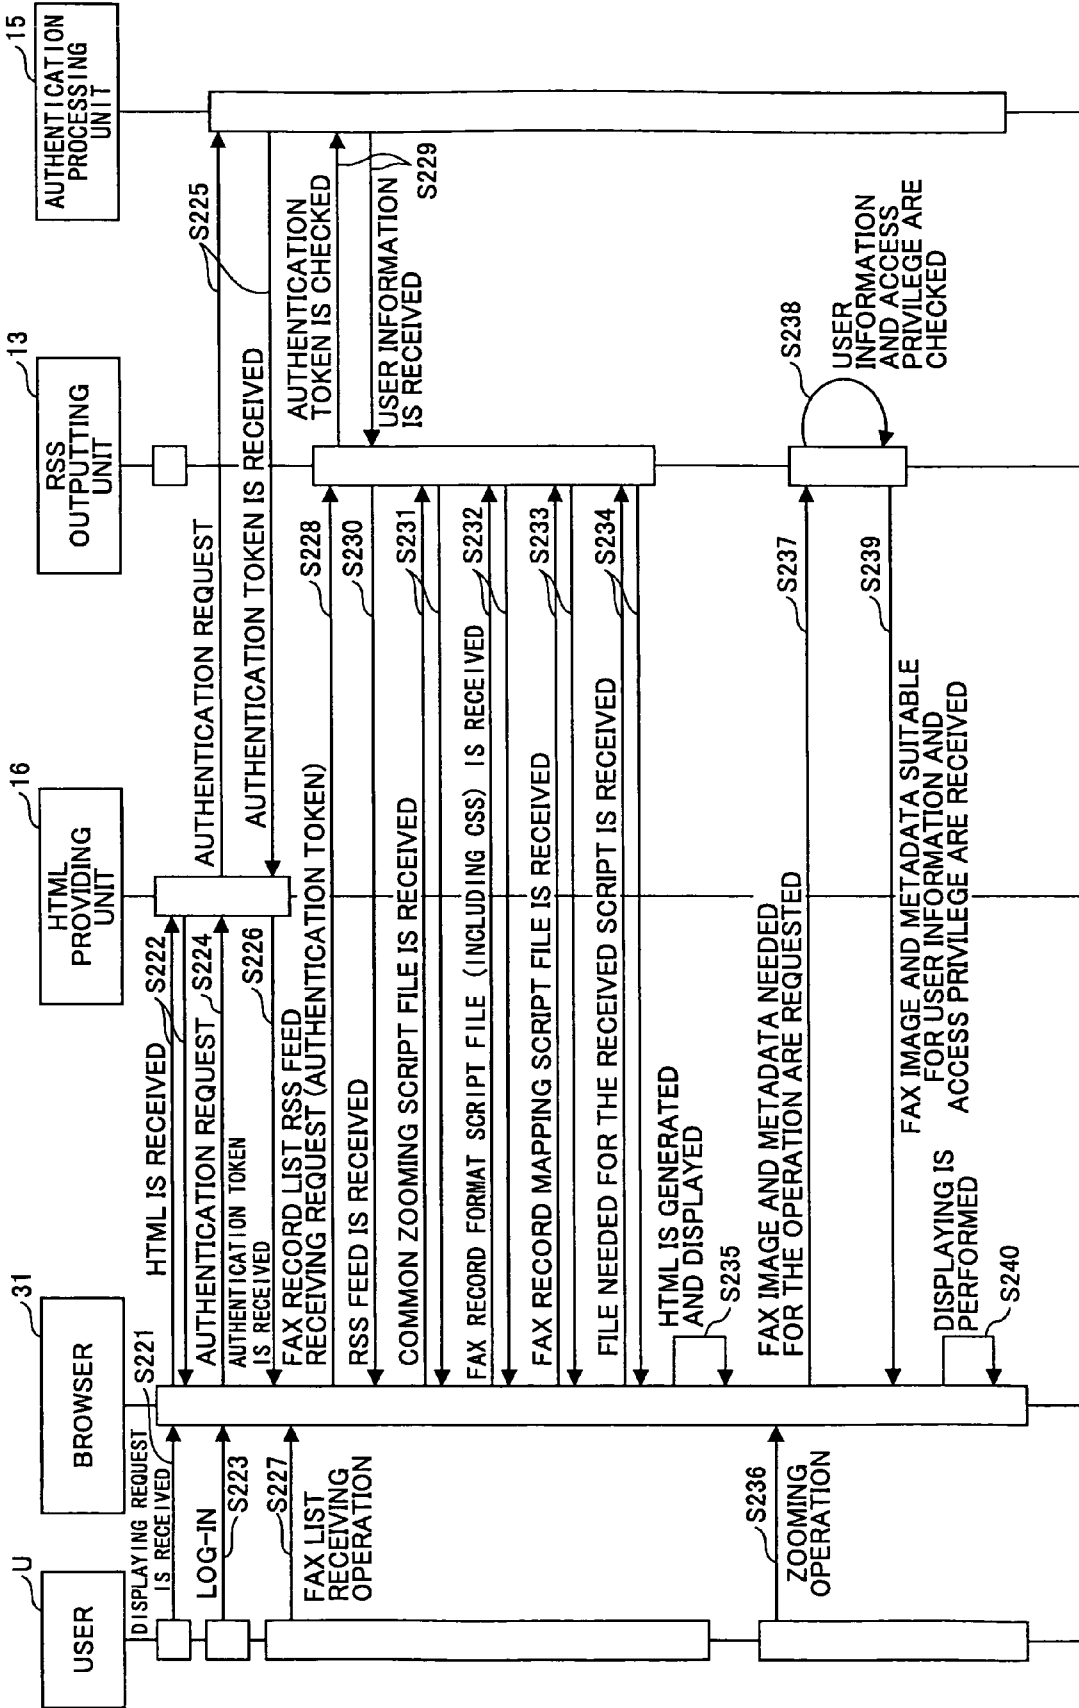 USER
U
BROWSER
31
HTML
PROVIDING
UNIT
16
RSS
OUTPUTTING
UNIT
13
AUTHENTICATION
PROCESSING
UNIT
15
DISPLAYING REQUEST
IS RECEIVED
S221
HTML IS RECEIVED
S222
LOG-IN
S223
AUTHENTICATION REQUEST
S224
AUTHENTICATION REQUEST
S225
AUTHENTICATION TOKEN IS RECEIVED
AUTHENTICATION TOKEN
IS RECEIVED
S226
FAX LIST
RECEIVING
OPERATION
S227
FAX RECORD LIST RSS FEED
RECEIVING REQUEST (AUTHENTICATION TOKEN)
S228
AUTHENTICATION
TOKEN IS CHECKED
USER INFORMATION
IS RECEIVED
S229
RSS FEED IS RECEIVED
S230
COMMON ZOOMING SCRIPT FILE IS RECEIVED
S231
FAX RECORD FORMAT SCRIPT FILE (INCLUDING CSS) IS RECEIVED
S232
FAX RECORD MAPPING SCRIPT FILE IS RECEIVED
S233
FILE NEEDED FOR THE RECEIVED SCRIPT IS RECEIVED
S234
HTML IS GENERATED
AND DISPLAYED
S235
S236
ZOOMING
OPERATION
FAX IMAGE AND METADATA NEEDED
FOR THE OPERATION ARE REQUESTED
S237
S238
USER
INFORMATION
AND ACCESS
PRIVILEGE ARE
CHECKED
S239
FAX IMAGE AND METADATA SUITABLE
FOR USER INFORMATION AND
ACCESS PRIVILEGE ARE RECEIVED
DISPLAYING IS
PERFORMED
S240